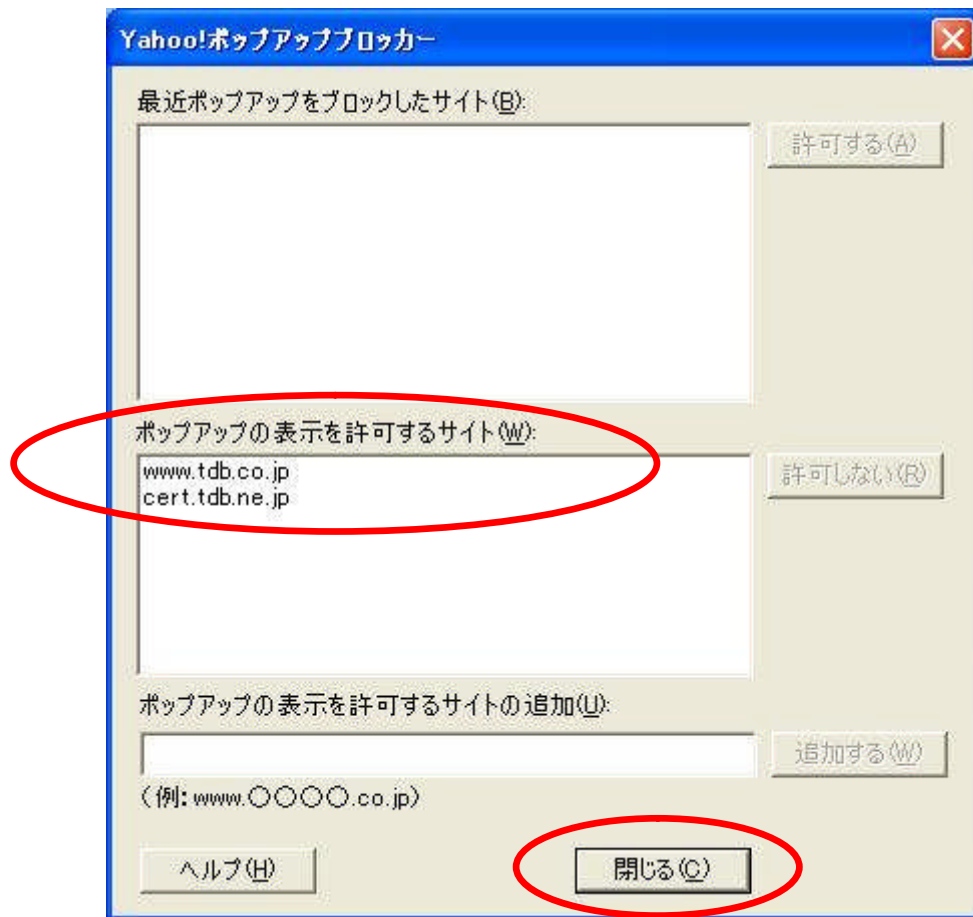 Yahoo!ポップアップブロッカー
最近ポップアップをブロックしたサイト(B):
許可する(A)
ポップアップの表示を許可するサイト(W):
www.tdb.co.jp
cert.tdb.ne.jp
許可しない(R)
ポップアップの表示を許可するサイトの追加(U):
追加する(W)
(例: www.○○○○.co.jp)
ヘルプ(H)
閉じる(C)